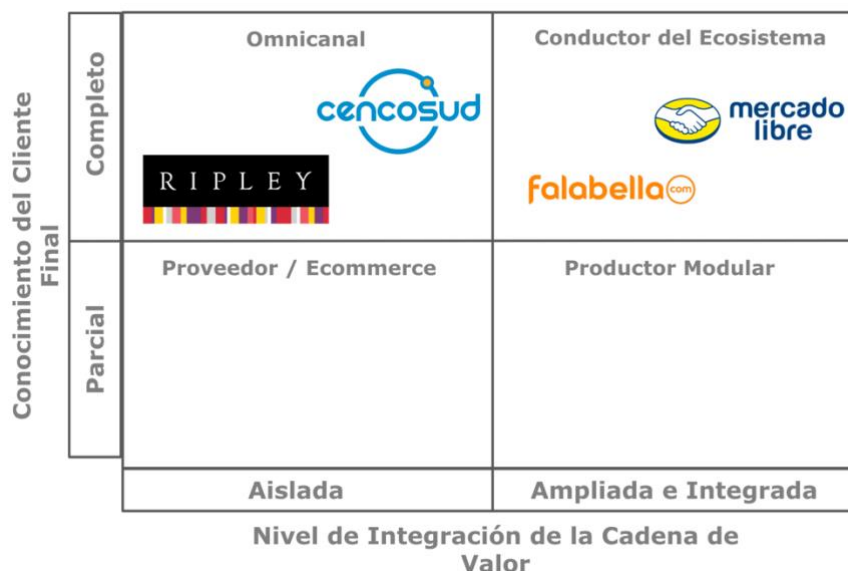 Omnicanal
Conductor del Ecosistema
cencosud
mercado
libre
RIPLEY
falabella.com
Completo
Conocimiento del Cliente
Final
Proveedor / Ecommerce
Productor Modular
Parcial
Aislada
Ampliada e Integrada
Nivel de Integración de la Cadena de
Valor